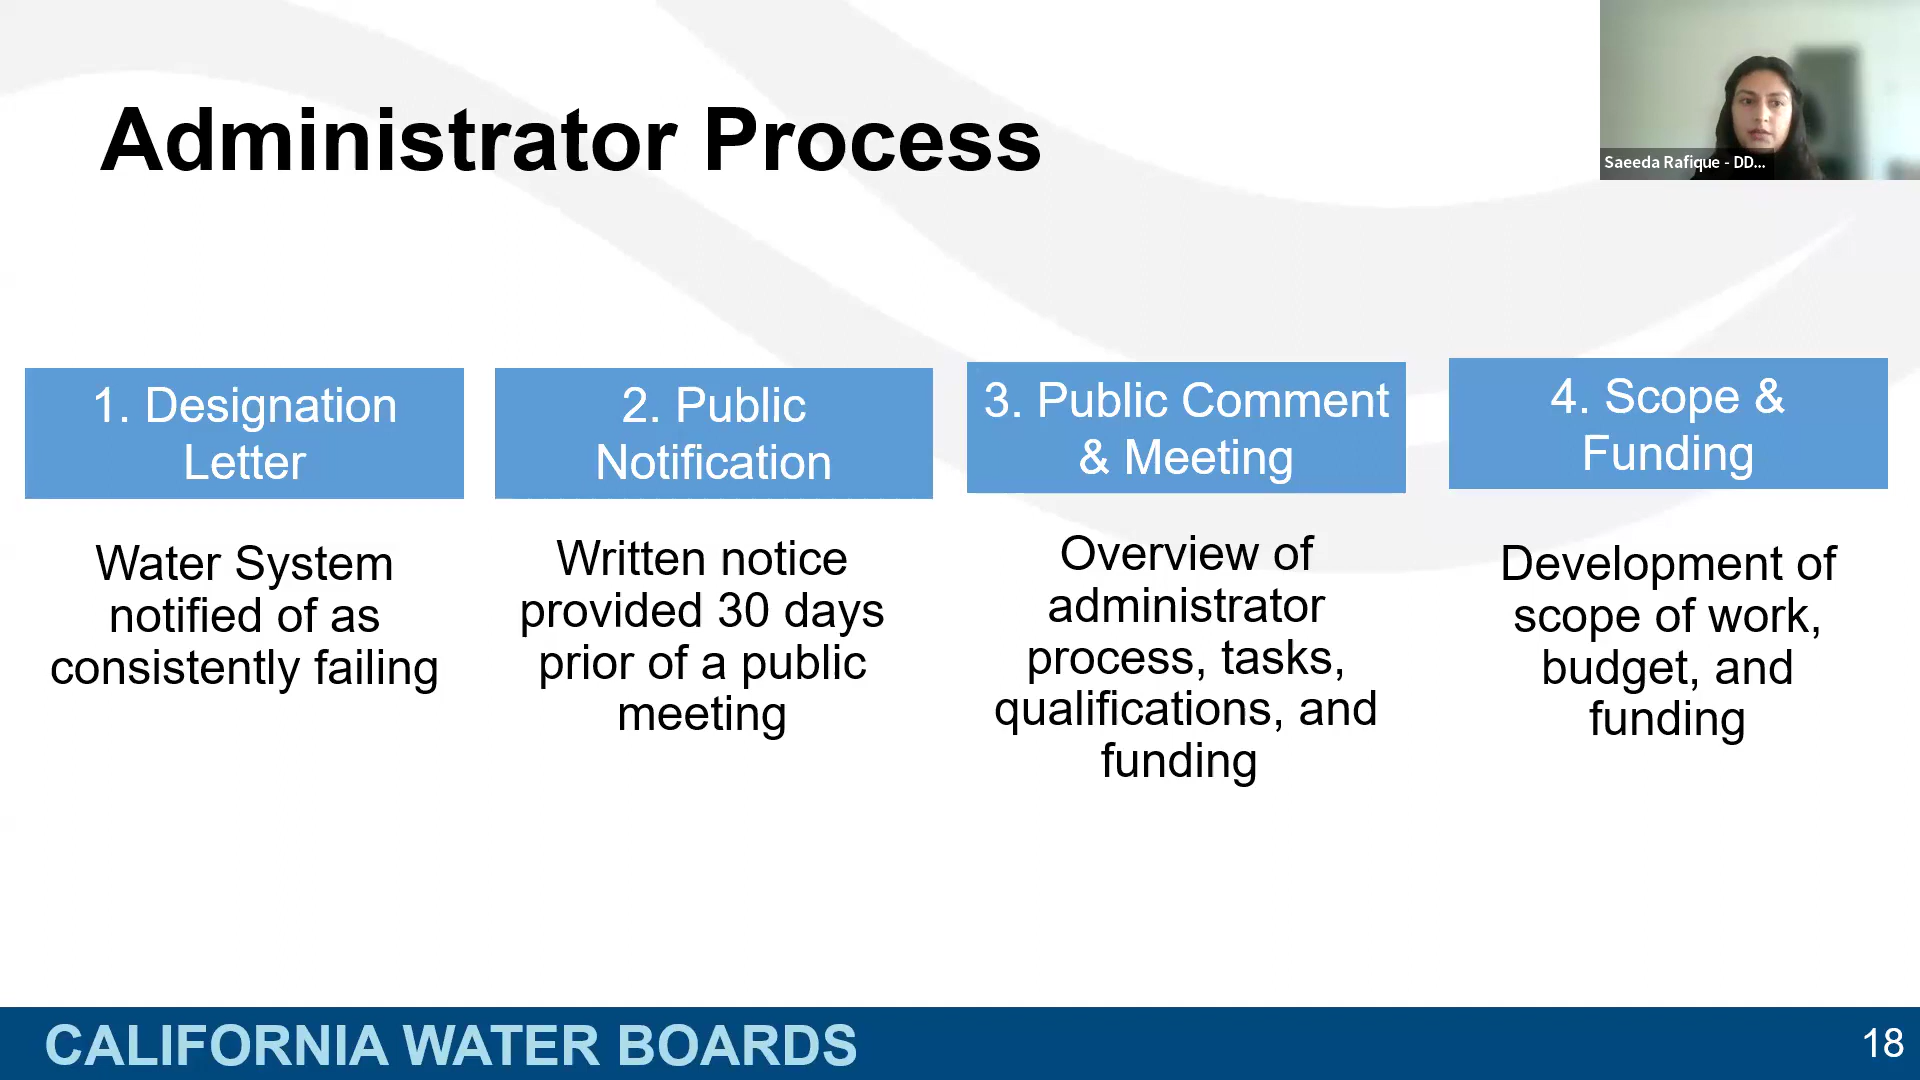 Administrator Process
Saeeda Rafique - DD...
1. Designation
Letter
Water System
notified of as
consistently failing
2. Public
Notification
Written notice
provided 30 days
prior of a public
meeting
3. Public Comment
& Meeting
Overview of
administrator
process, tasks,
qualifications, and
funding
4. Scope &
Funding
Development of
scope of work,
budget, and
funding
CALIFORNIA WATER BOARDS
18